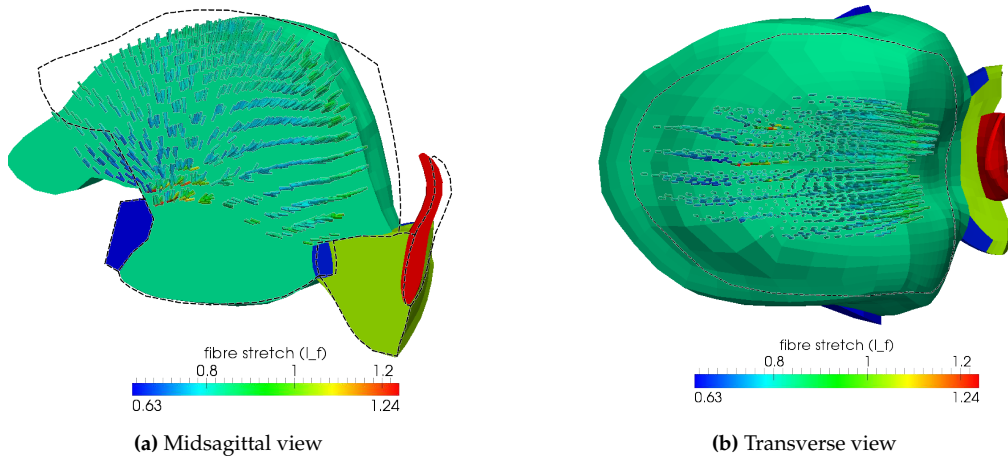 fibre stretch (l_f)
0.8 1 1.2
0.63 1.24
(a) Midsagittal view
fibre stretch (l_f)
0.8 1 1.2
0.63 1.24
(b) Transverse view